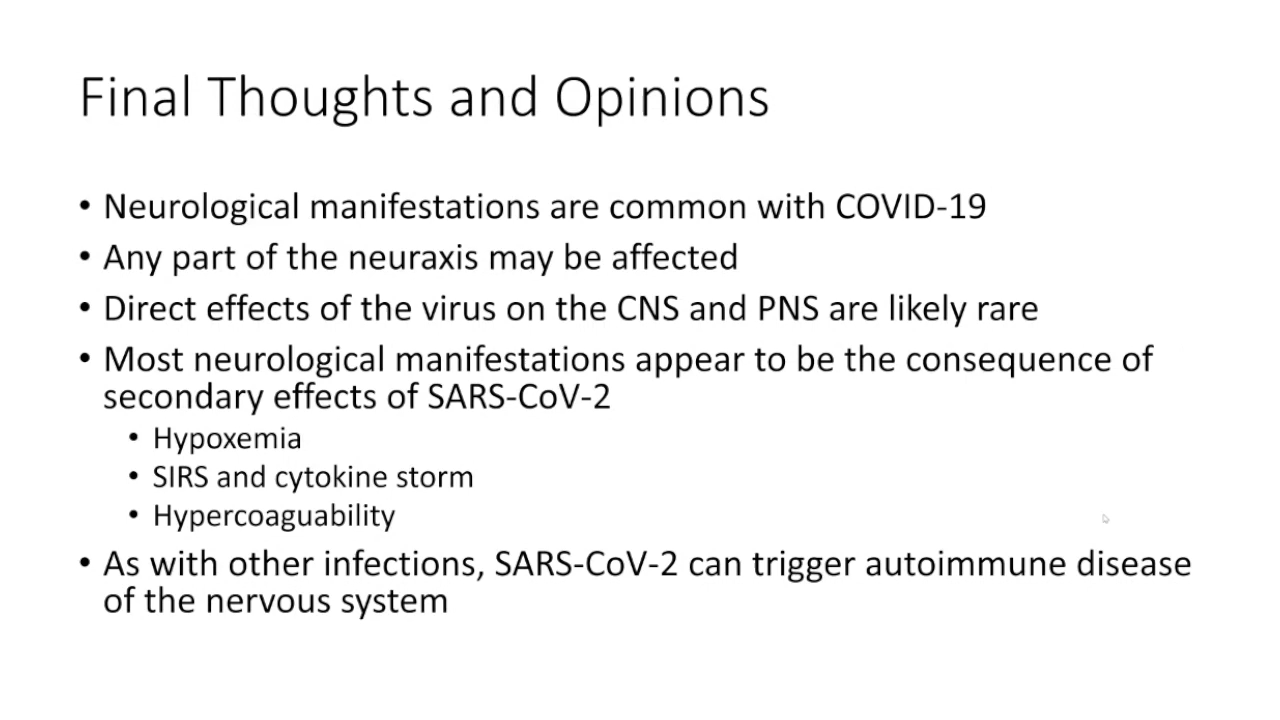 Final Thoughts and Opinions
• Neurological manifestations are common with COVID-19
• Any part of the neuraxis may be affected
• Direct effects of the virus on the CNS and PNS are likely rare
• Most neurological manifestations appear to be the consequence of
secondary effects of SARS-CoV-2
• Hypoxemia
• SIRS and cytokine storm
• Hypercoaguability
• As with other infections, SARS-CoV-2 can trigger autoimmune disease
of the nervous system